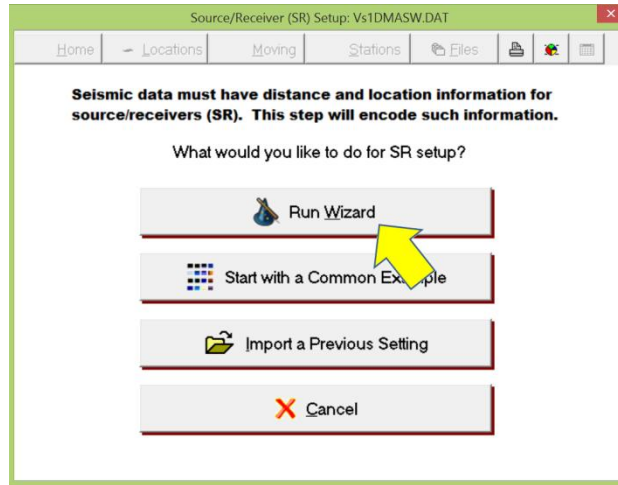 Source/Receiver (SR) Setup: Vs1DMASW.DAT
Home Locations Moving Stations Files
Seismic data must have distance and location information for
source/receivers (SR). This step will encode such information.
What would you like to do for SR setup?
Run Wizard
Start with a Common
Import a Previous Setting
Cancel